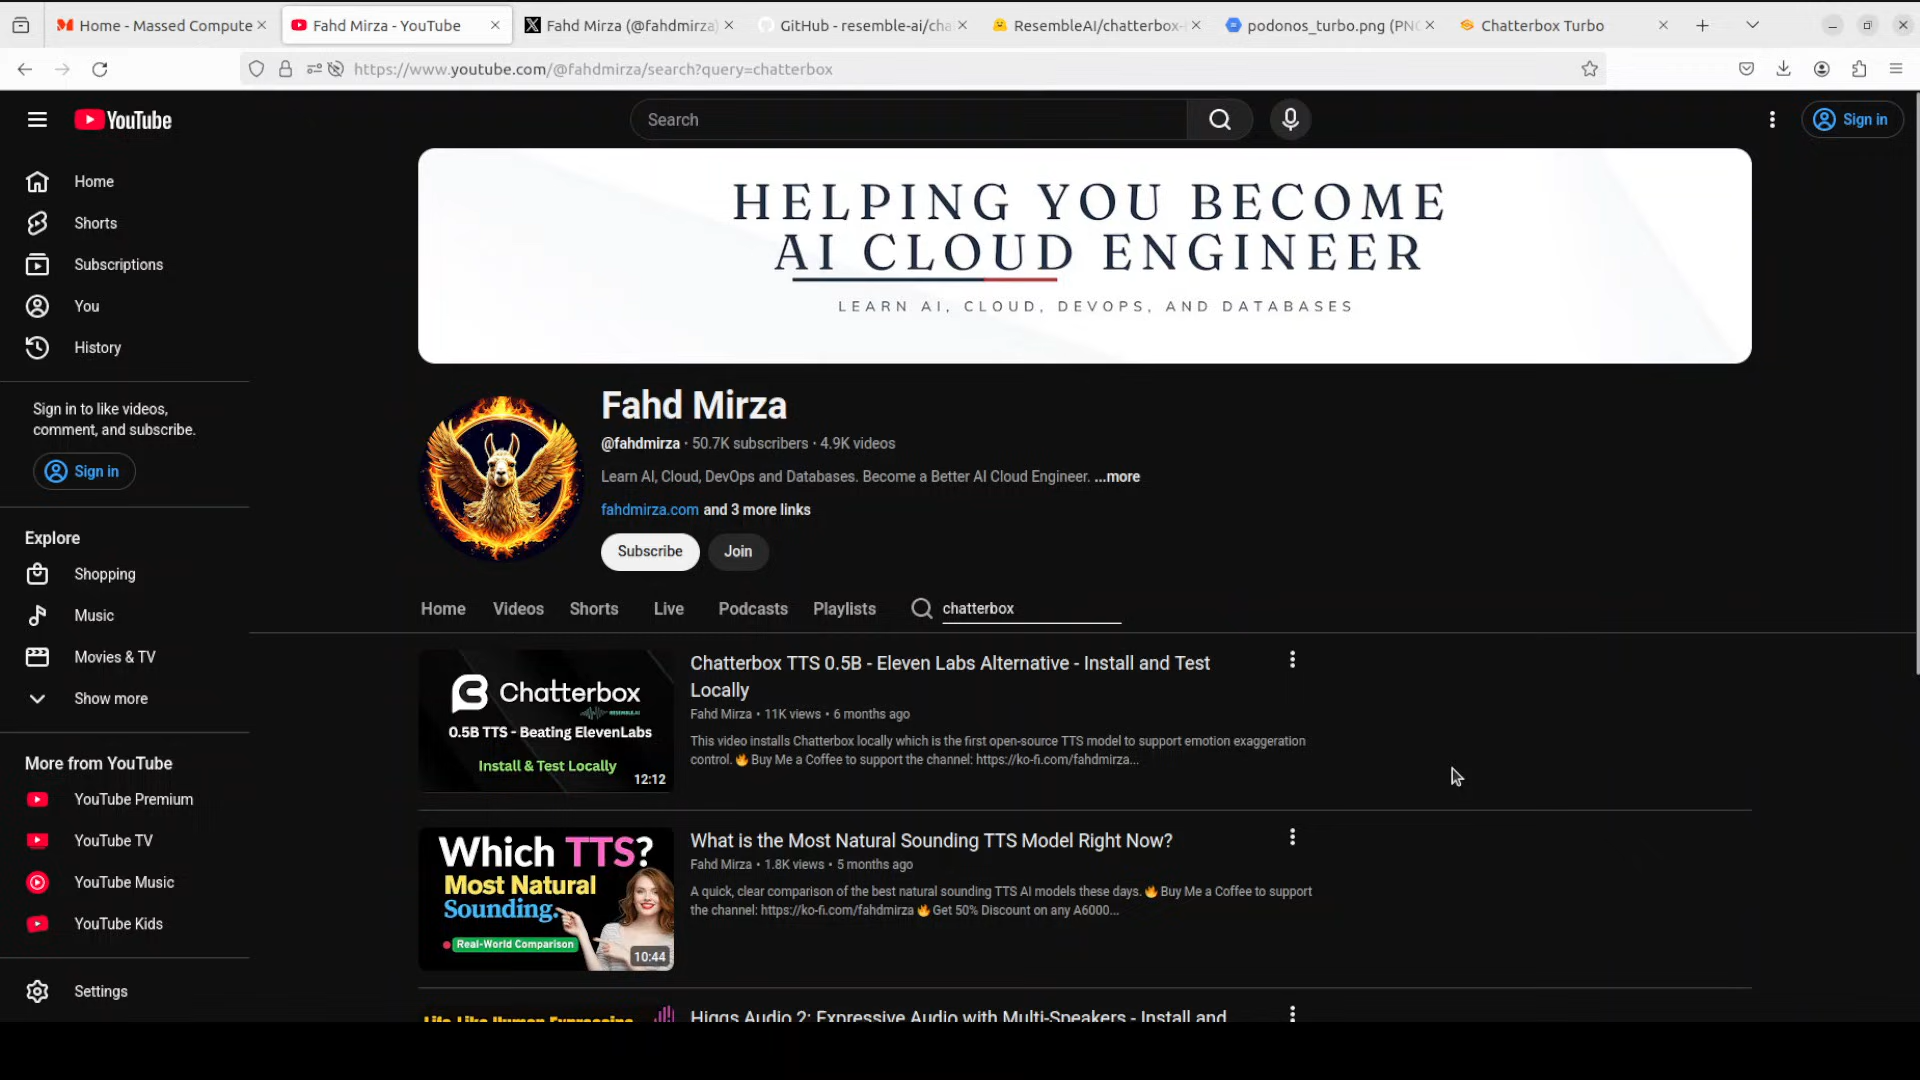 Home - Massed Compute
Fahd Mirza - YouTube
Fahd Mirza (@fahdmirza)
GitHub - resemble-ai/cha
ResembleAI/chatterbox-
podonos_turbo.png (PNG
Chatterbox Turbo
https://www.youtube.com/@fahdmirza/search?query=chatterbox
YouTube
Search
Sign in
Home
Shorts
Subscriptions
You
History
Sign in to like videos,
comment, and subscribe.
Sign in
Explore
Shopping
Music
Movies & TV
Show more
More from YouTube
YouTube Premium
YouTube TV
YouTube Music
YouTube Kids
Settings
HELPING YOU BECOME
AI CLOUD ENGINEER
LEARN AI, CLOUD, DEVOPS, AND DATABASES
Fahd Mirza
@fahdmirza · 50.7K subscribers · 4.9K videos
Learn AI, Cloud, DevOps and Databases. Become a Better AI Cloud Engineer. ...more
fahdmirza.com and 3 more links
Subscribe
Join
Home Videos Shorts Live Podcasts Playlists chatterbox
Chatterbox
RESEMBLE.AI
0.5B TTS - Beating ElevenLabs
Install & Test Locally
12:12
Chatterbox TTS 0.5B - Eleven Labs Alternative - Install and Test
Locally
Fahd Mirza • 11K views • 6 months ago
This video installs Chatterbox locally which is the first open-source TTS model to support emotion exaggeration
control. 🔥Buy Me a Coffee to support the channel: https://ko-fi.com/fahdmirza...
Which TTS?
Most Natural
Sounding.
Real-World Comparison
10:44
What is the Most Natural Sounding TTS Model Right Now?
Fahd Mirza • 1.8K views • 5 months ago
A quick, clear comparison of the best natural sounding TTS AI models these days. 🔥Buy Me a Coffee to support
the channel: https://ko-fi.com/fahdmirza 🔥Get 50% Discount on any A6000...
Life-Like Human Expressions
Higgs Audio 2: Expressive Audio with Multi-Speakers - Install and